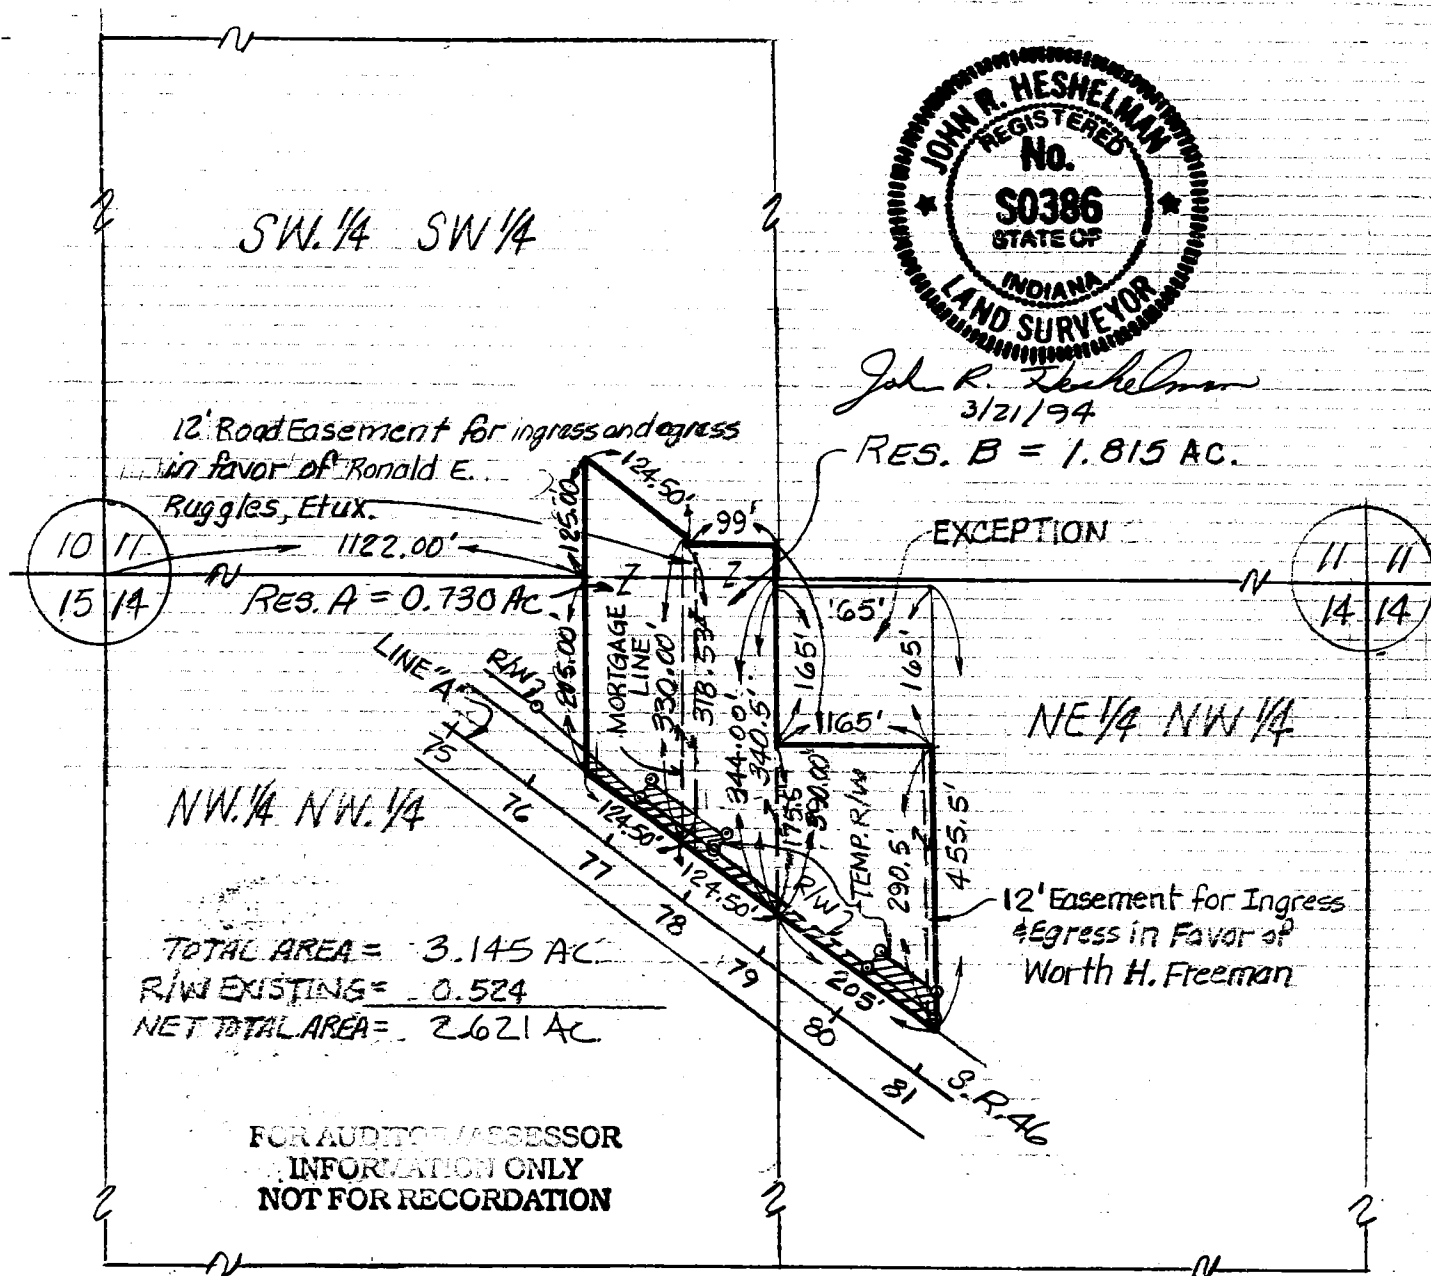 JOHN R. HESHELMAN
REGISTERED
No.
S0386
STATE OF
INDIANA
LAND SURVEYOR
John R. Heshelman
3/21/94
SW. 1/4 SW 1/4
RES. B = 1.815 AC.
12' Road Easement for ingress and egress
in favor of Ronald E.
Ruggles, Etux.
124.50'
125.00'
99'
EXCEPTION
10 11
15 14
1122.00'
11 11
14 14
RES. A = 0.730 AC.
165'
165'
165'
165'
LINE "A"
R/W
MORTGAGE
LINE
330.00'
318.53'
344.00'
340.5'
NE 1/4 NW 1/4
NW. 1/4 NW. 1/4
175.5'
390.00'
TEMP. R/W
290.5'
455.5'
124.50'
124.50'
R/W
205'
12' Easement for Ingress
& Egress in Favor of
Worth H. Freeman
75
76
77
78
79
80
81
S.R. 46
TOTAL AREA = 3.145 AC.
R/W EXISTING = 0.524
NET TOTAL AREA = 2.621 AC.
FOR AUDITOR/ASSESSOR
INFORMATION ONLY
NOT FOR RECORDATION